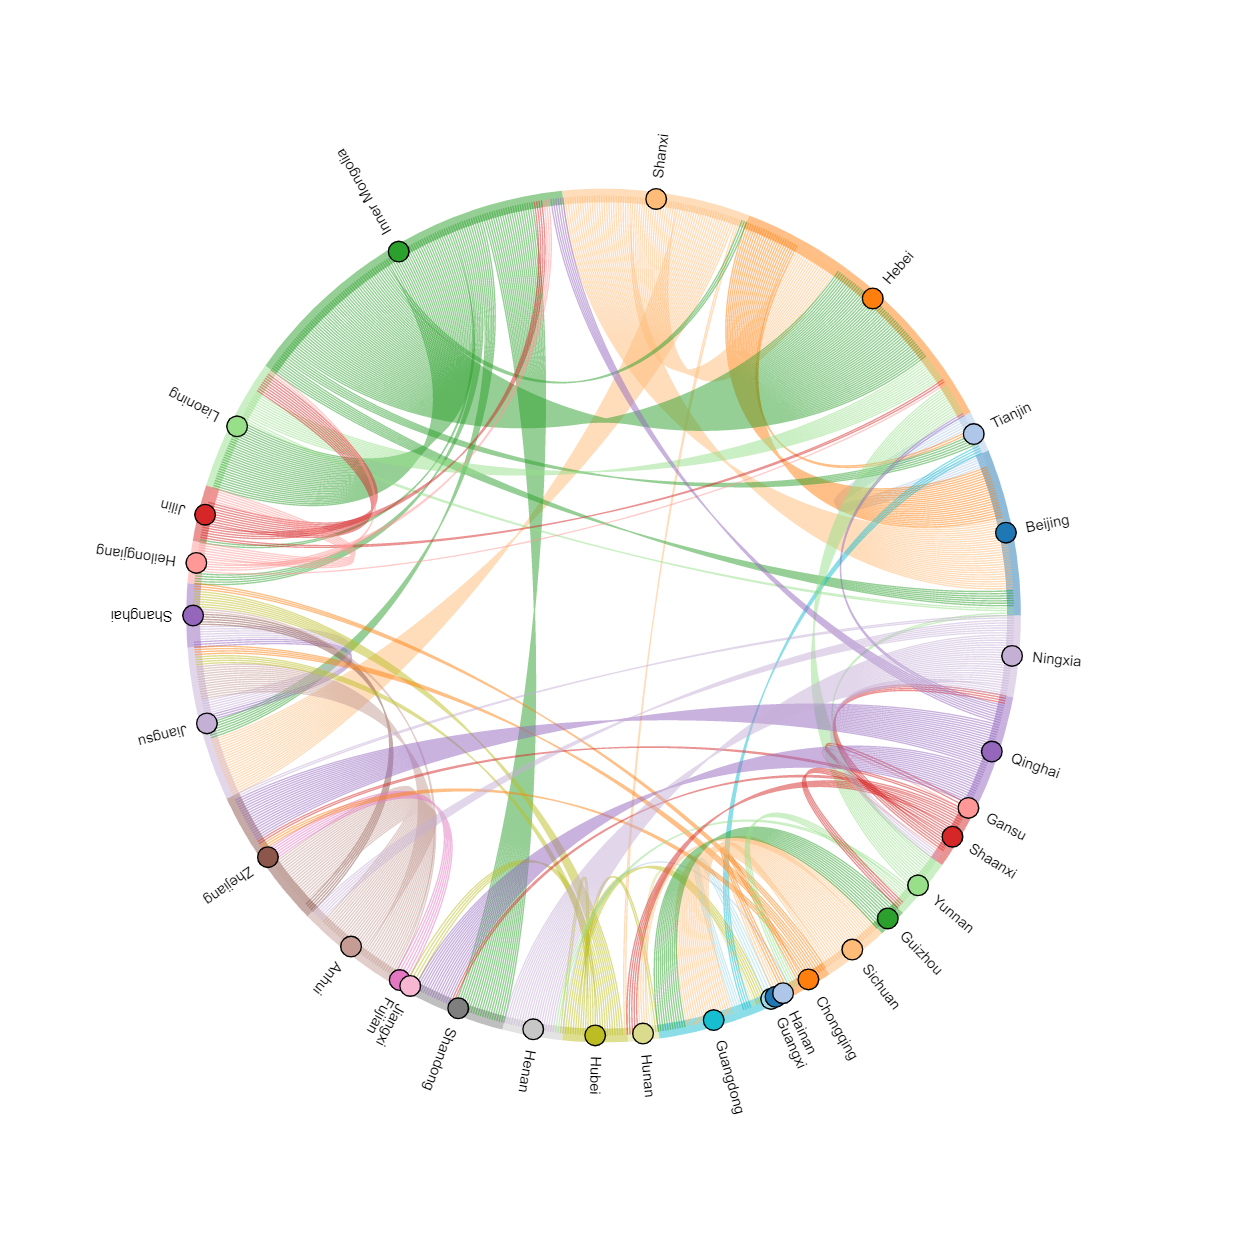 Shanxi
Inner Mongolia
Hebei
Liaoning
Tianjin
Jilin
Beijing
Heilongjiang
Shanghai
Ningxia
Jiangsu
Qinghai
Gansu
Zhejiang
Shaanxi
Yunnan
Guizhou
Anhui
Sichuan
Fujian
Jiangxi
Chongqing
Hainan
Guangxi
Shandong
Henan
Hubei
Hunan
Guangdong